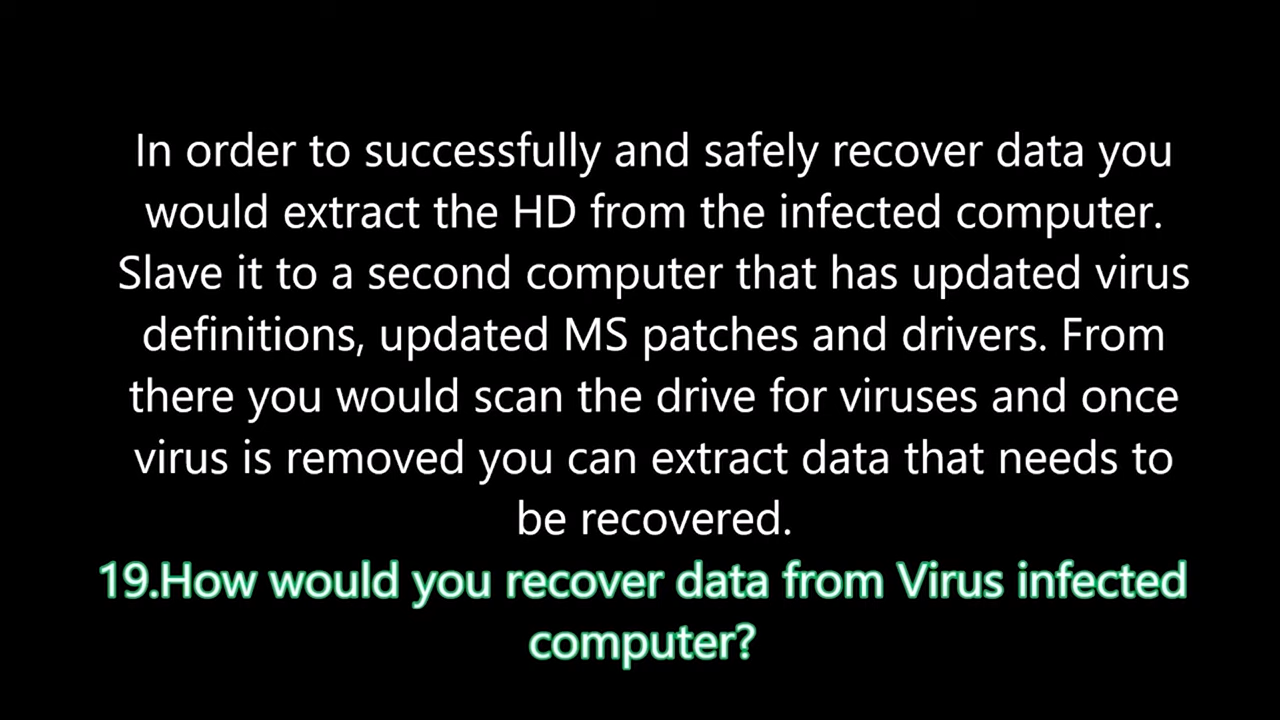 In order to successfully and safely recover data you
would extract the HD from the infected computer.
Slave it to a second computer that has updated virus
definitions, updated MS patches and drivers. From
there you would scan the drive for viruses and once
virus is removed you can extract data that needs to
be recovered.
19.How would you recover data from Virus infected
computer?